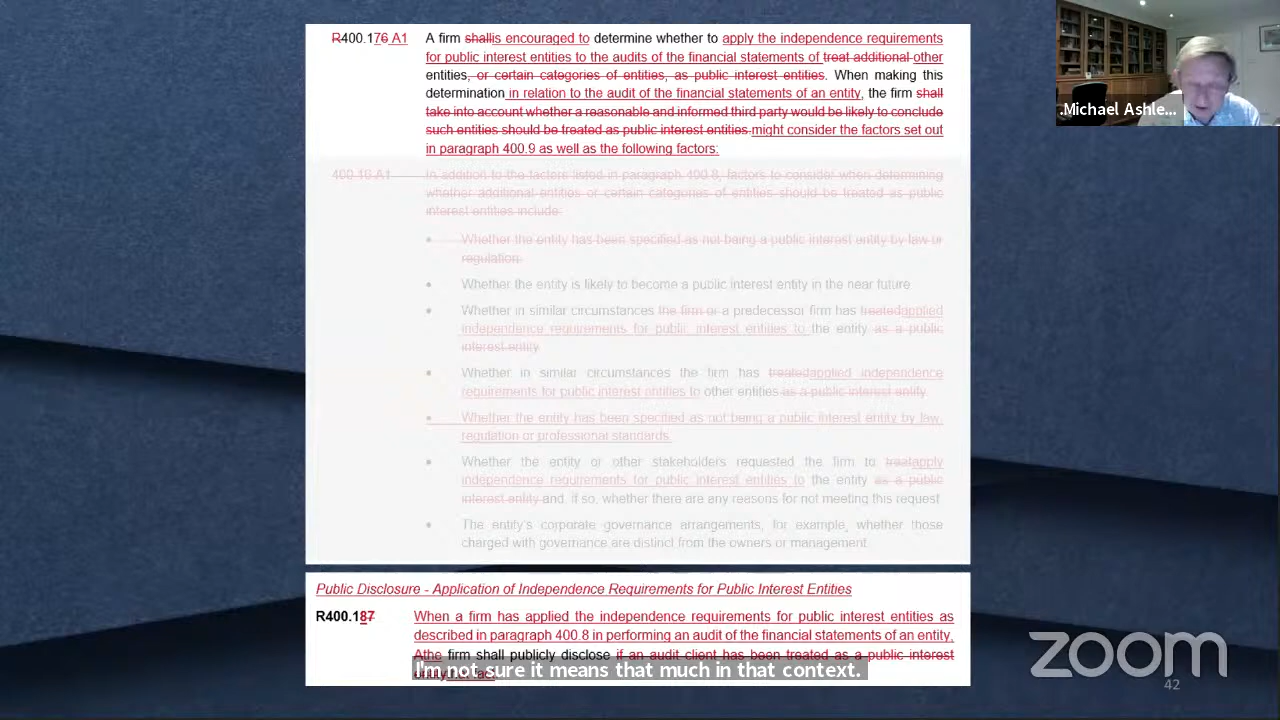 R400.176 A1 A firm shallis encouraged to determine whether to apply the independence requirements
for public interest entities to the audits of the financial statements of treat additional other
entities, or certain categories of entities, as public interest entities. When making this
determination in relation to the audit of the financial statements of an entity, the firm shall
take into account whether a reasonable and informed third party would be likely to conclude
such entities should be treated as public interest entities might consider the factors set out
in paragraph 400.9 as well as the following factors:
400.16 A1 In addition to the factors listed in paragraph 400.8, factors to consider when determining
whether additional entities or certain categories of entities should be treated as public
interest entities include:
• Whether the entity has been specified as not being a public interest entity by law or
regulation.
• Whether the entity is likely to become a public interest entity in the near future
• Whether in similar circumstances the firm or a predecessor firm has treatedapplied
independence requirements for public interest entities to the entity as a public
interest entity
• Whether in similar circumstances the firm has treatedapplied independence
requirements for public interest entities to other entities as a public interest entity
• Whether the entity has been specified as not being a public interest entity by law,
regulation or professional standards.
• Whether the entity or other stakeholders requested the firm to treatapply
independence requirements for public interest entities to the entity as a public
interest entity and, if so, whether there are any reasons for not meeting this request
• The entity's corporate governance arrangements, for example, whether those
charged with governance are distinct from the owners or management.
Public Disclosure - Application of Independence Requirements for Public Interest Entities
R400.187 When a firm has applied the independence requirements for public interest entities as
described in paragraph 400.8 in performing an audit of the financial statements of an entity,
Athe firm shall publicly disclose if an audit client has been treated as a public interest
I'm not sure it means that much in that context.
.Michael Ashle...
zoom
42